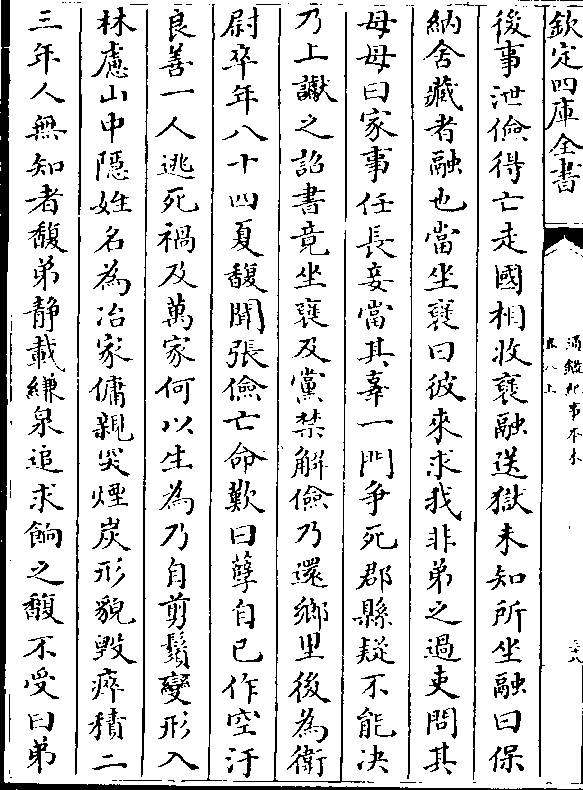 欽定四庫全書
通鑑紀事本末
卷八上
後事泄儉得亡走國相收襃融送獄未知所坐融曰保
納舍藏者融也當坐襃曰彼來求我非弟之過吏問其
母母曰家事任長妾當其辜一門爭死郡縣疑不能决
乃上讞之詔書竟坐襃及黨禁解儉乃還鄉里後為衛
尉卒年八十四夏馥聞張儉亡命歎曰孽自已作空汙
良善一人逃死禍及萬家何以生為乃自剪鬚變形入
林慮山中隱姓名為冶家傭親突煙炭形貌毀瘁積二
三年人無知者馥弟静載縑帛追求餉之馥不受曰弟